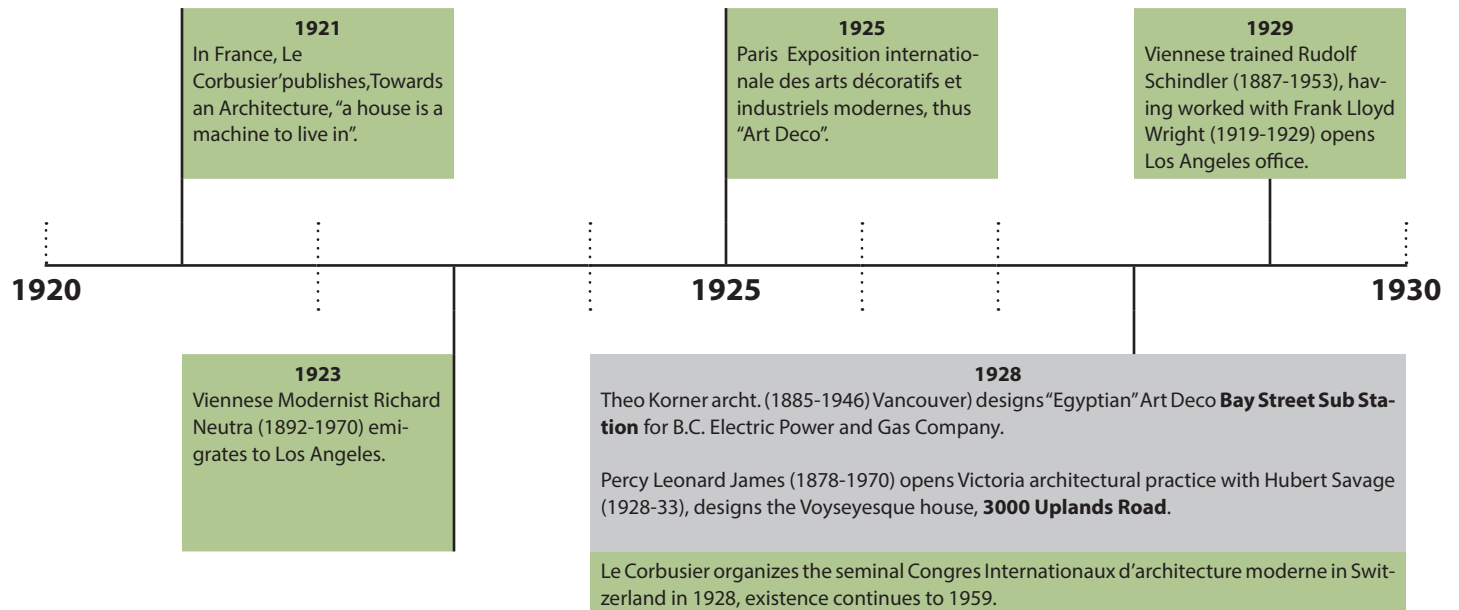 1921
In France, Le
Corbusier’publishes,Towards
an Architecture, “a house is a
machine to live in”.
1925
Paris  Exposition internatio-
nale des arts décoratifs et
industriels modernes, thus
“Art Deco”.
1929
Viennese trained Rudolf
Schindler (1887-1953), hav-
ing worked with Frank Lloyd
Wright (1919-1929) opens
Los Angeles office.
1920
1925
1930
1923
Viennese Modernist Richard
Neutra (1892-1970) emi-
grates to Los Angeles.
1928
Theo Korner archt. (1885-1946) Vancouver) designs “Egyptian” Art Deco Bay Street Sub Sta-
tion for B.C. Electric Power and Gas Company.
Percy Leonard James (1878-1970) opens Victoria architectural practice with Hubert Savage
(1928-33), designs the Voyseyesque house, 3000 Uplands Road.
Le Corbusier organizes the seminal Congres Internationaux d’architecture moderne in Swit-
zerland in 1928, existence continues to 1959.